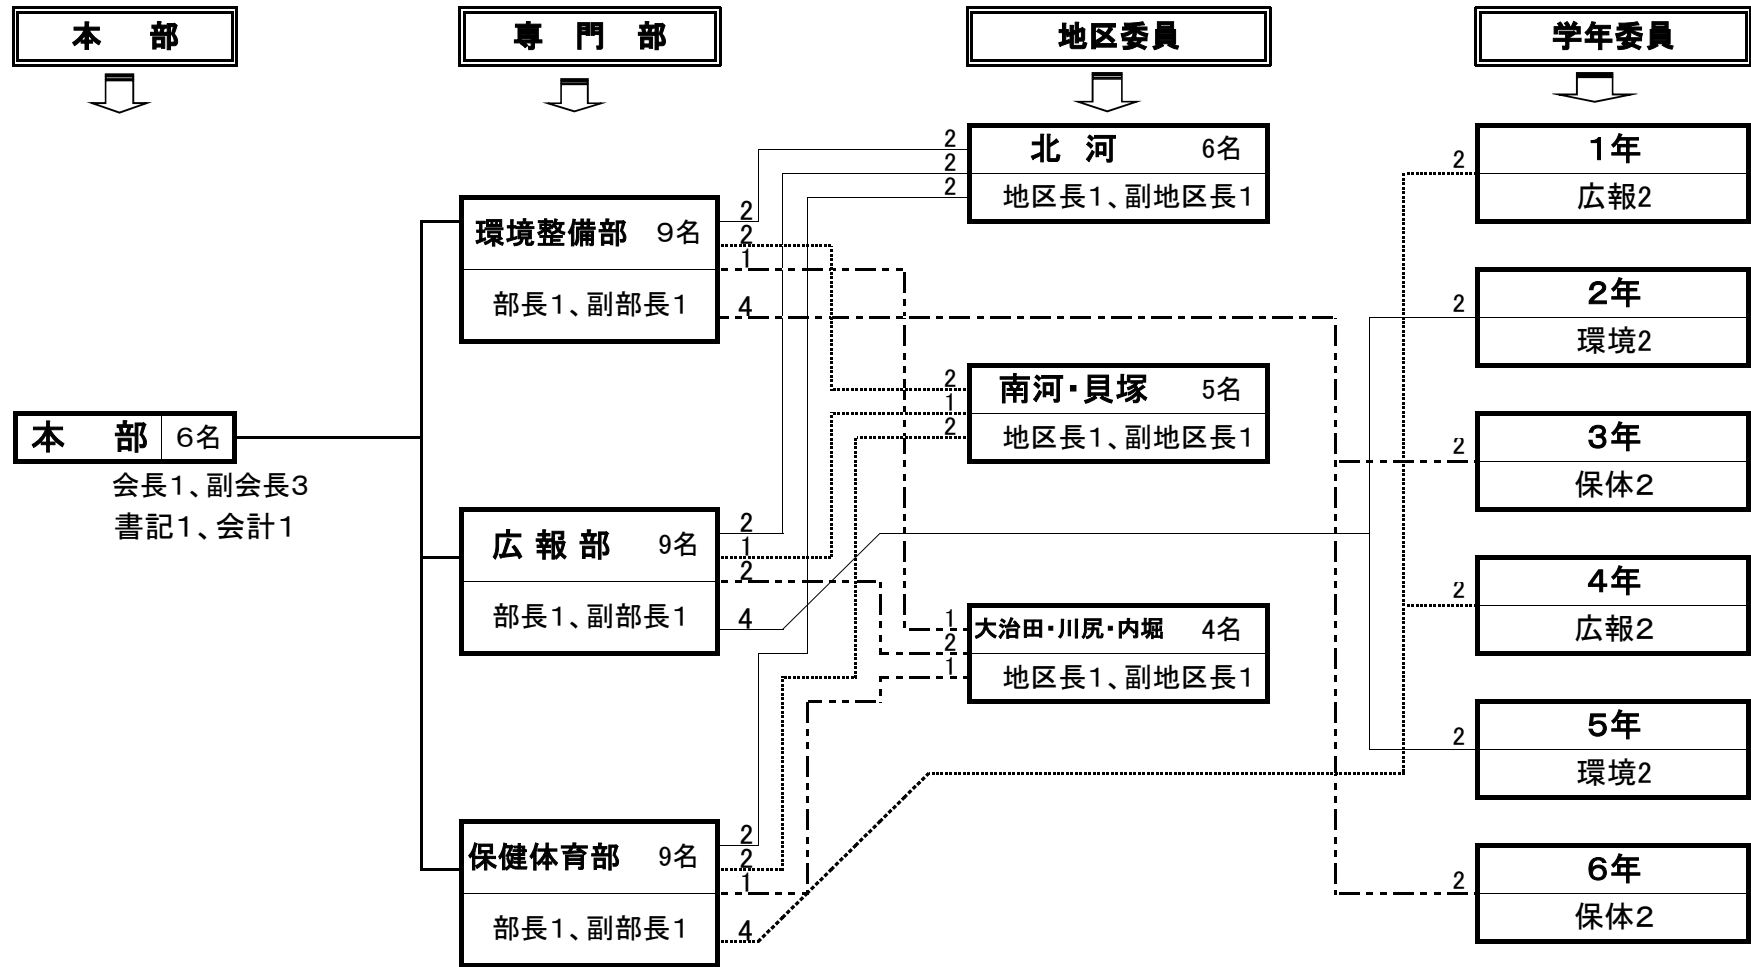 本 部
専 門 部
地区委員
学年委員
本 部 6名
会長1、副会長3
書記1、会計1
環境整備部 9名
部長1、副部長1
2
2
1
4
広 報 部 9名
部長1、副部長1
2
1
2
4
保健体育部 9名
部長1、副部長1
2
2
1
4
2
2
2
北 河 6名
地区長1、副地区長1
2
1
2
南河・貝塚 5名
地区長1、副地区長1
1
2
1
大治田・川尻・内堀 4名
地区長1、副地区長1
2
1年
広報2
2
2年
環境2
2
3年
保体2
2
4年
広報2
2
5年
環境2
2
6年
保体2